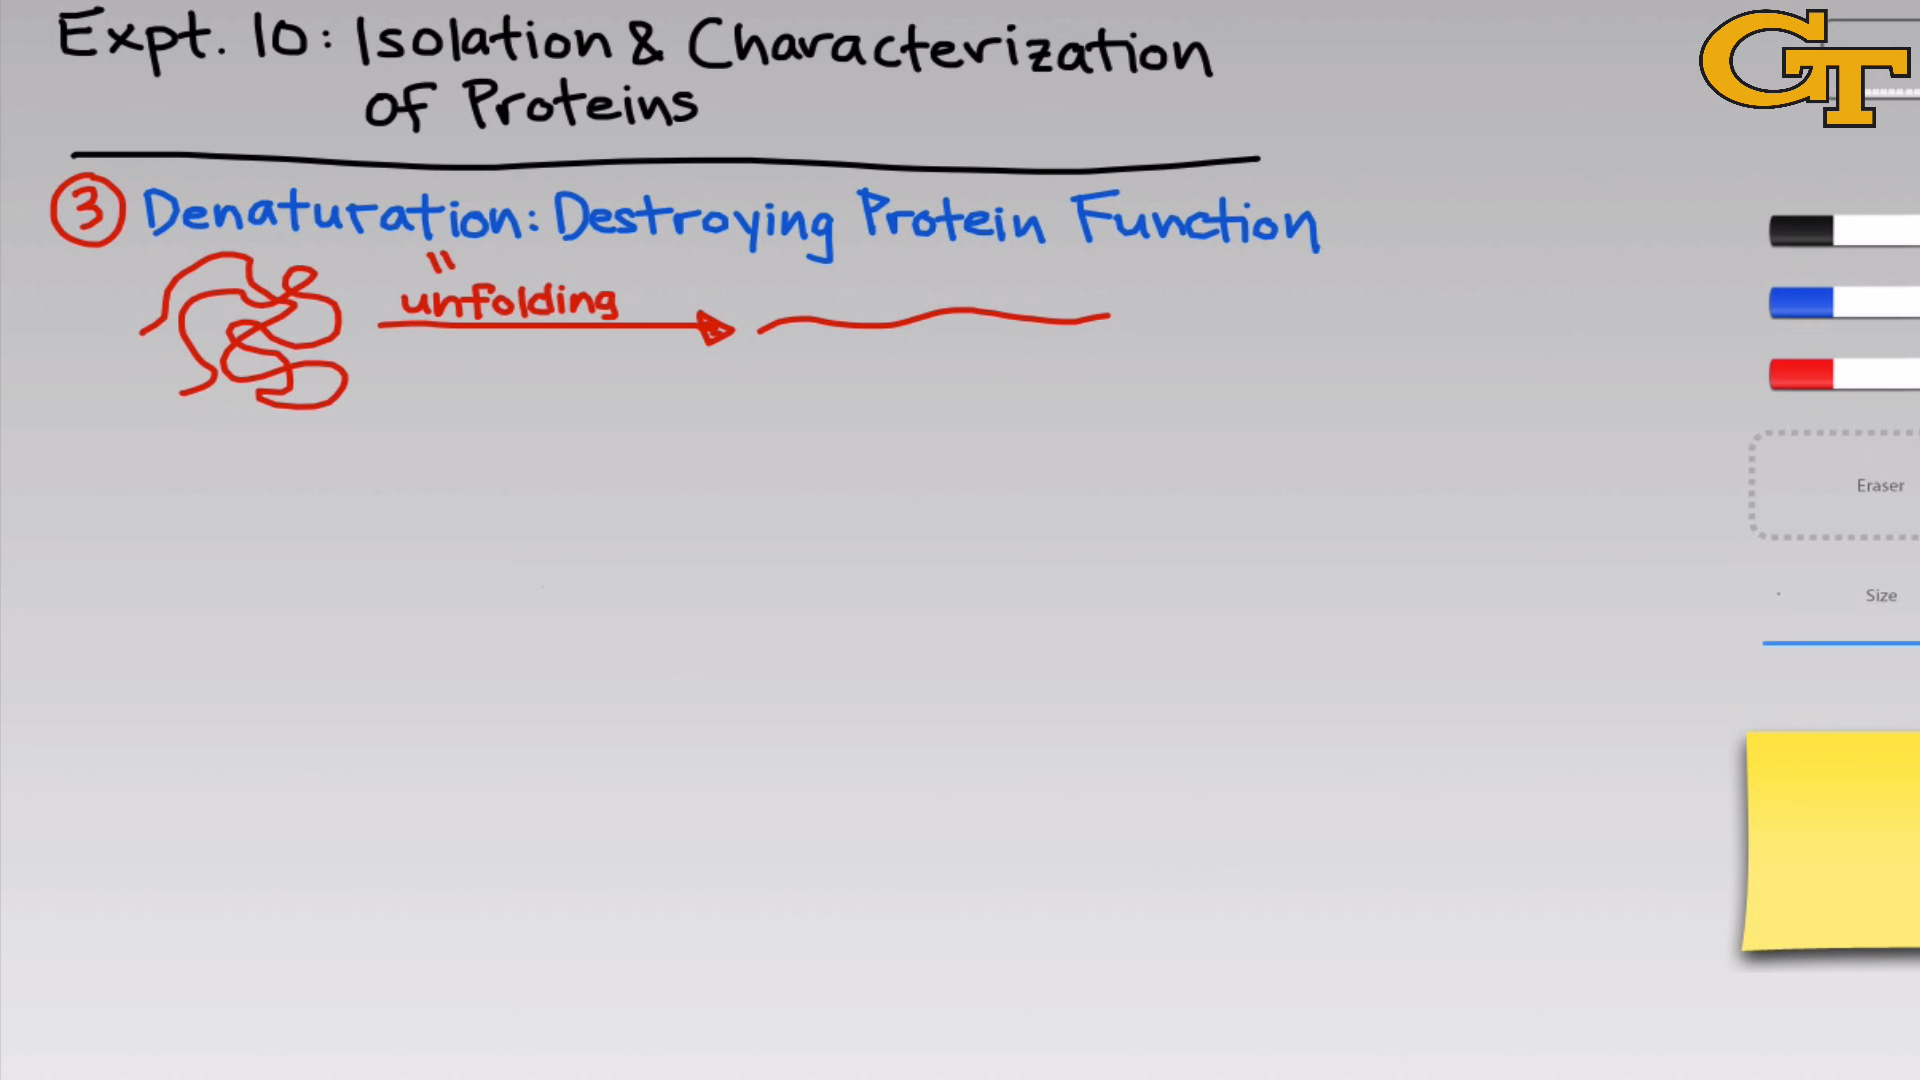 Expt. 10: Isolation & Characterization
of Proteins
GT
3 Denaturation: Destroying Protein Function
"
unfolding
Eraser
Size